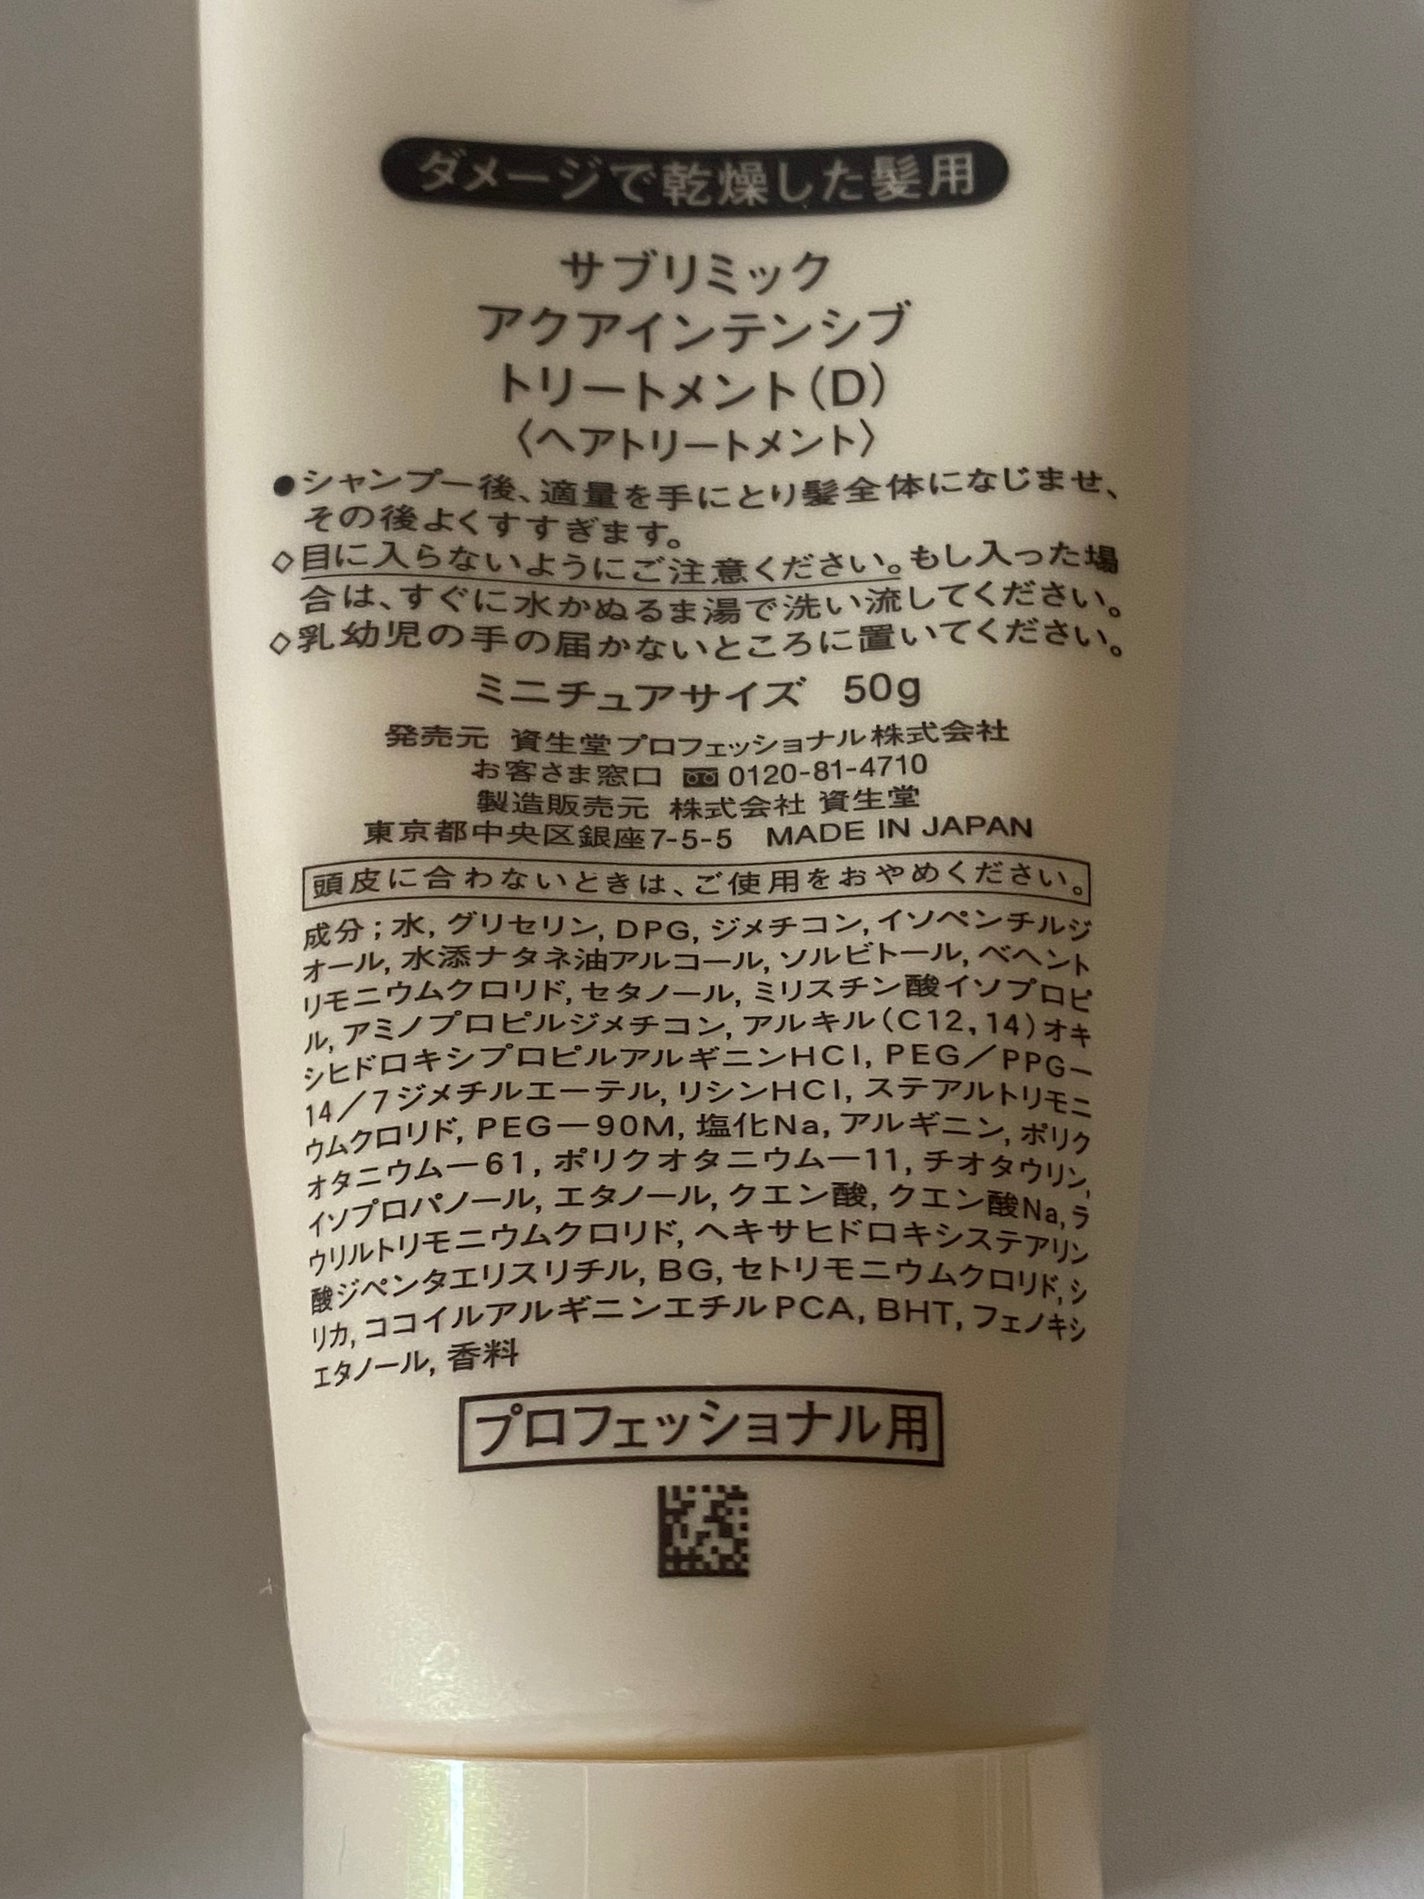 ダメージで乾燥した髪用
サブリミック
アクアインテンシブ
トリートメント(D)
〈ヘアトリートメント〉
●シャンプー後、適量を手にとり髪全体になじませ、
その後よくすすぎます。
◇目に入らないようにご注意ください。もし入った場
合は、すぐに水かぬるま湯で洗い流してください。
◇乳幼児の手の届かないところに置いてください。
ミニチュアサイズ 50g
発売元 資生堂プロフェッショナル株式会社
お客さま窓口 0120-81-4710
製造販売元 株式会社 資生堂
東京都中央区銀座7-5-5 MADE IN JAPAN
頭皮に合わないときは、ご使用をおやめください。
成分；水, グリセリン, DPG, ジメチコン, イソペンチルジ
オール, 水添ナタネ油アルコール, ソルビトール, ベヘント
リモニウムクロリド, セタノール, ミリスチン酸イソプロピ
ル, アミノプロピルジメチコン, アルキル(C12,14)オキ
シヒドロキシプロピルアルギニンHCl, PEG／PPG－
14／7ジメチルエーテル, リシンHCl, ステアルトリモニ
ウムクロリド, PEG－90M, 塩化Na, アルギニン, ポリク
オタニウム－61, ポリクオタニウム－11, チオタウリン,
イソプロパノール, エタノール, クエン酸, クエン酸Na, ラ
ウリルトリモニウムクロリド, ヘキサヒドロキシステアリン
酸ジペンタエリスリチル, BG, セトリモニウムクロリド, シ
リカ, ココイルアルギニンエチルPCA, BHT, フェノキシ
エタノール, 香料
プロフェッショナル用